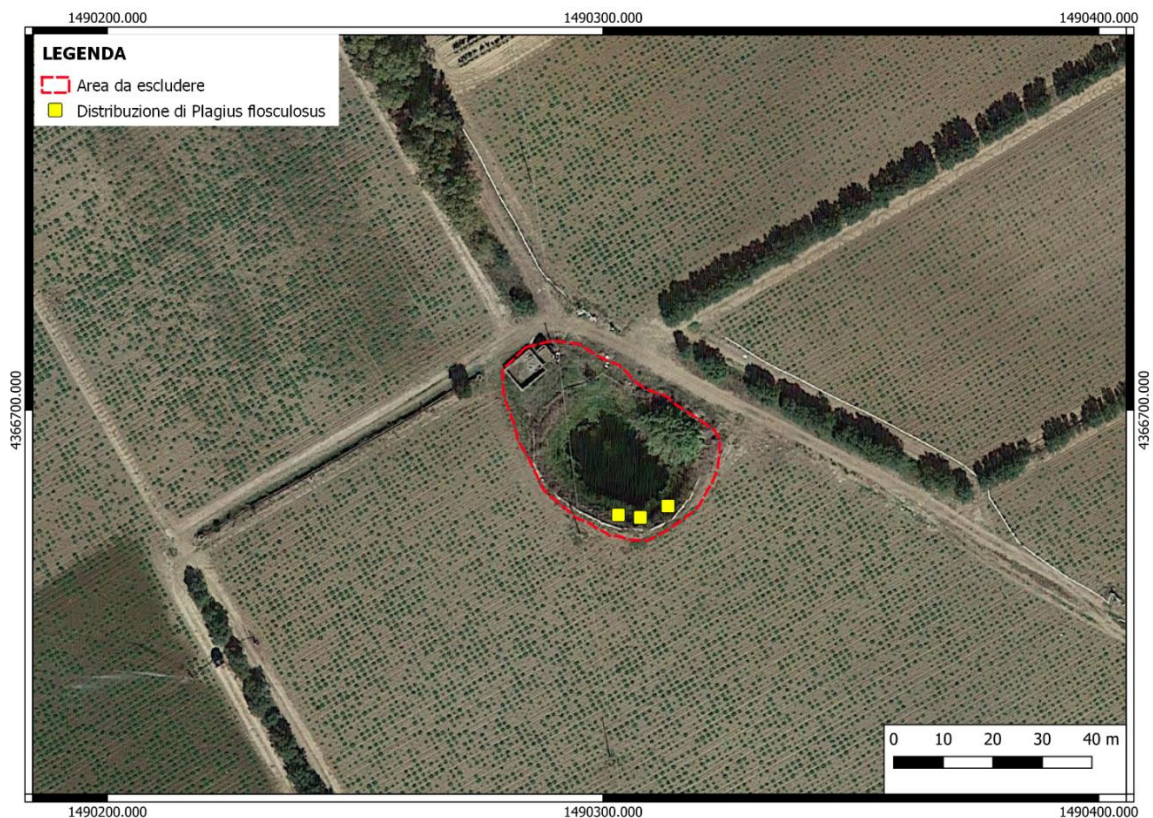 1490200.000 1490300.000 1490400.000
LEGENDA
Area da escludere
Distribuzione di Plagius flosculosus
4366700.000 4366700.000
0 10 20 30 40 m
1490200.000 1490300.000 1490400.000